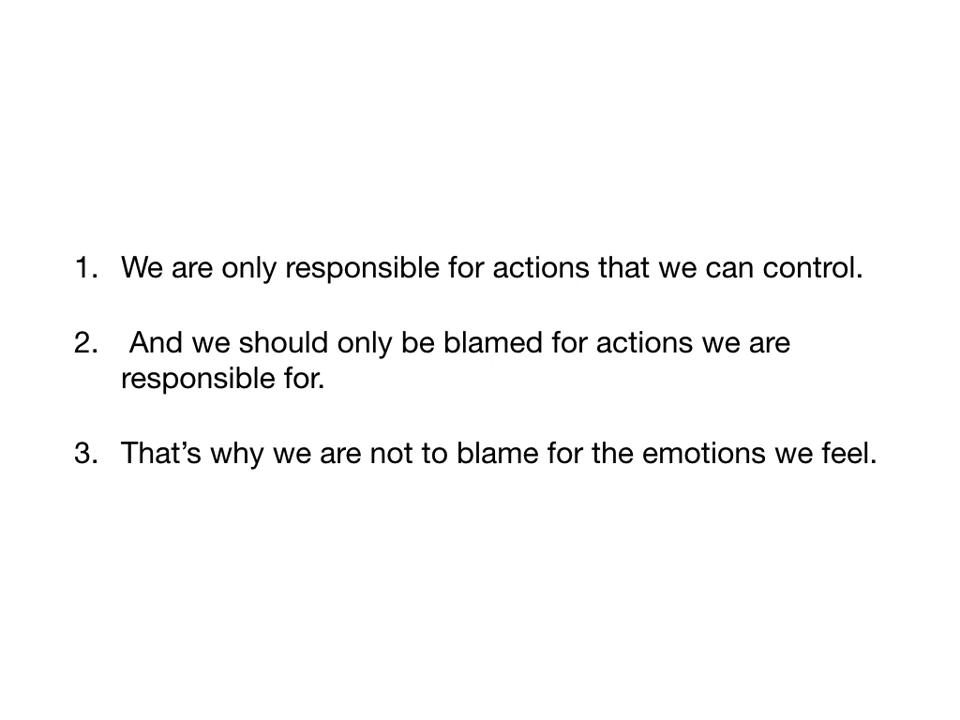 1. We are only responsible for actions that we can control.
2. And we should only be blamed for actions we are
responsible for.
3. That’s why we are not to blame for the emotions we feel.